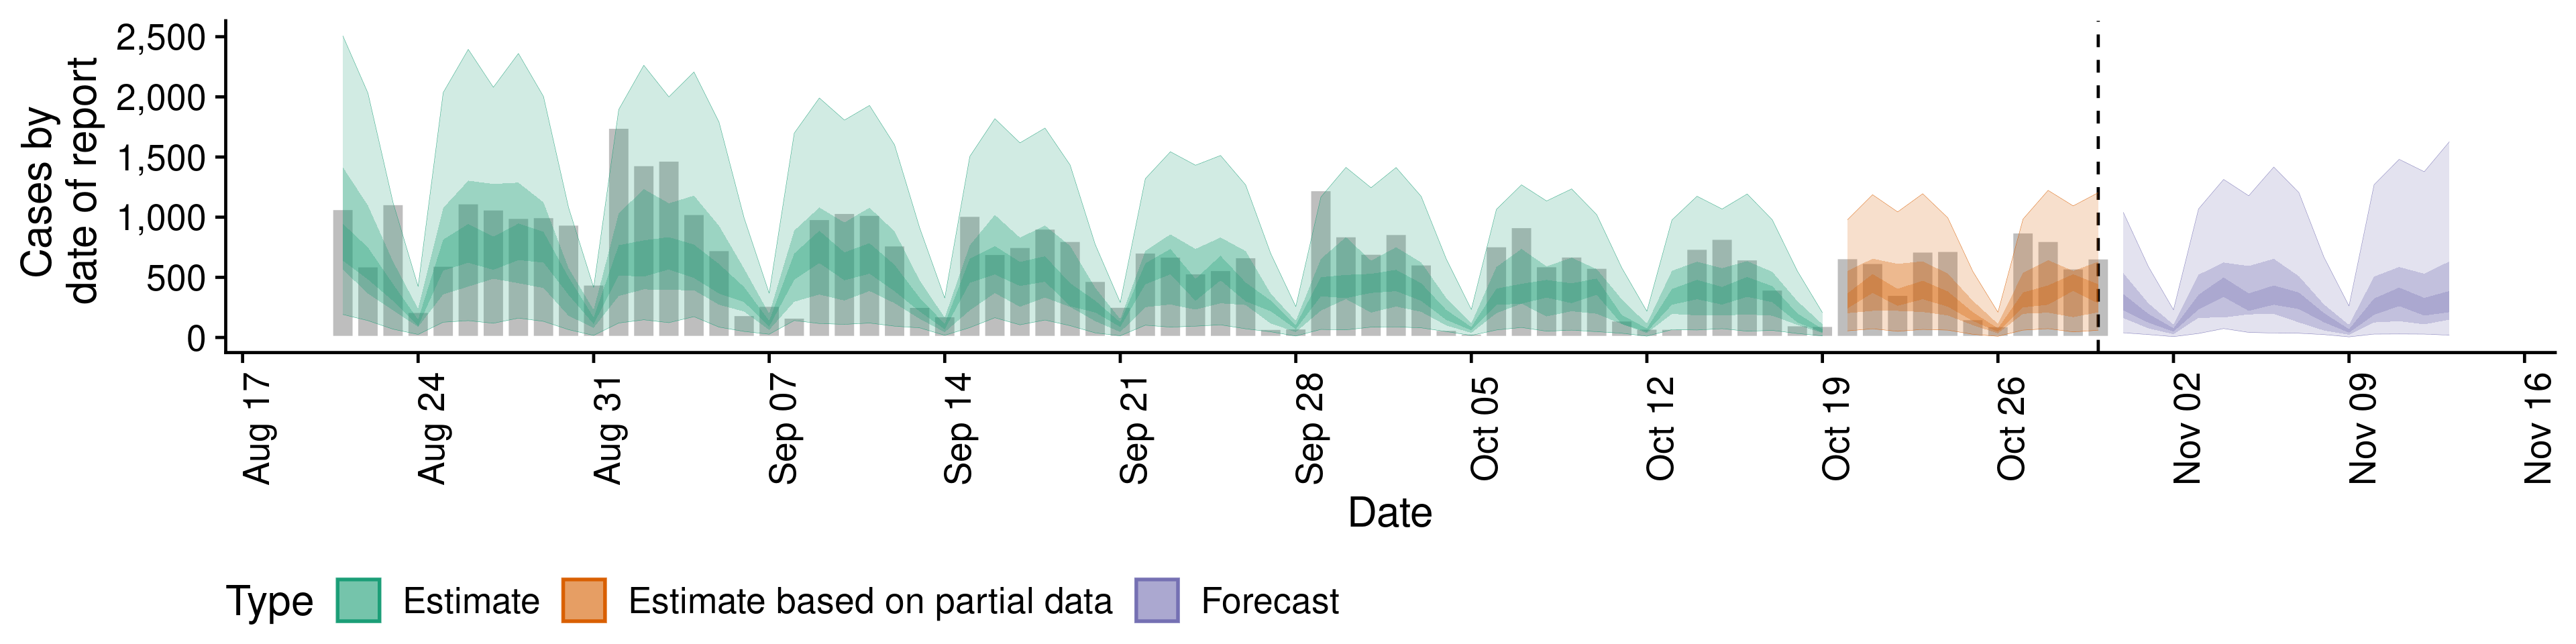 Cases by
date of report
2,500
2,000
1,500
1,000
500
0
Aug 17
Aug 24
Aug 31
Sep 07
Sep 14
Sep 21
Sep 28
Oct 05
Oct 12
Oct 19
Oct 26
Nov 02
Nov 09
Nov 16
Date
Type Estimate Estimate based on partial data Forecast